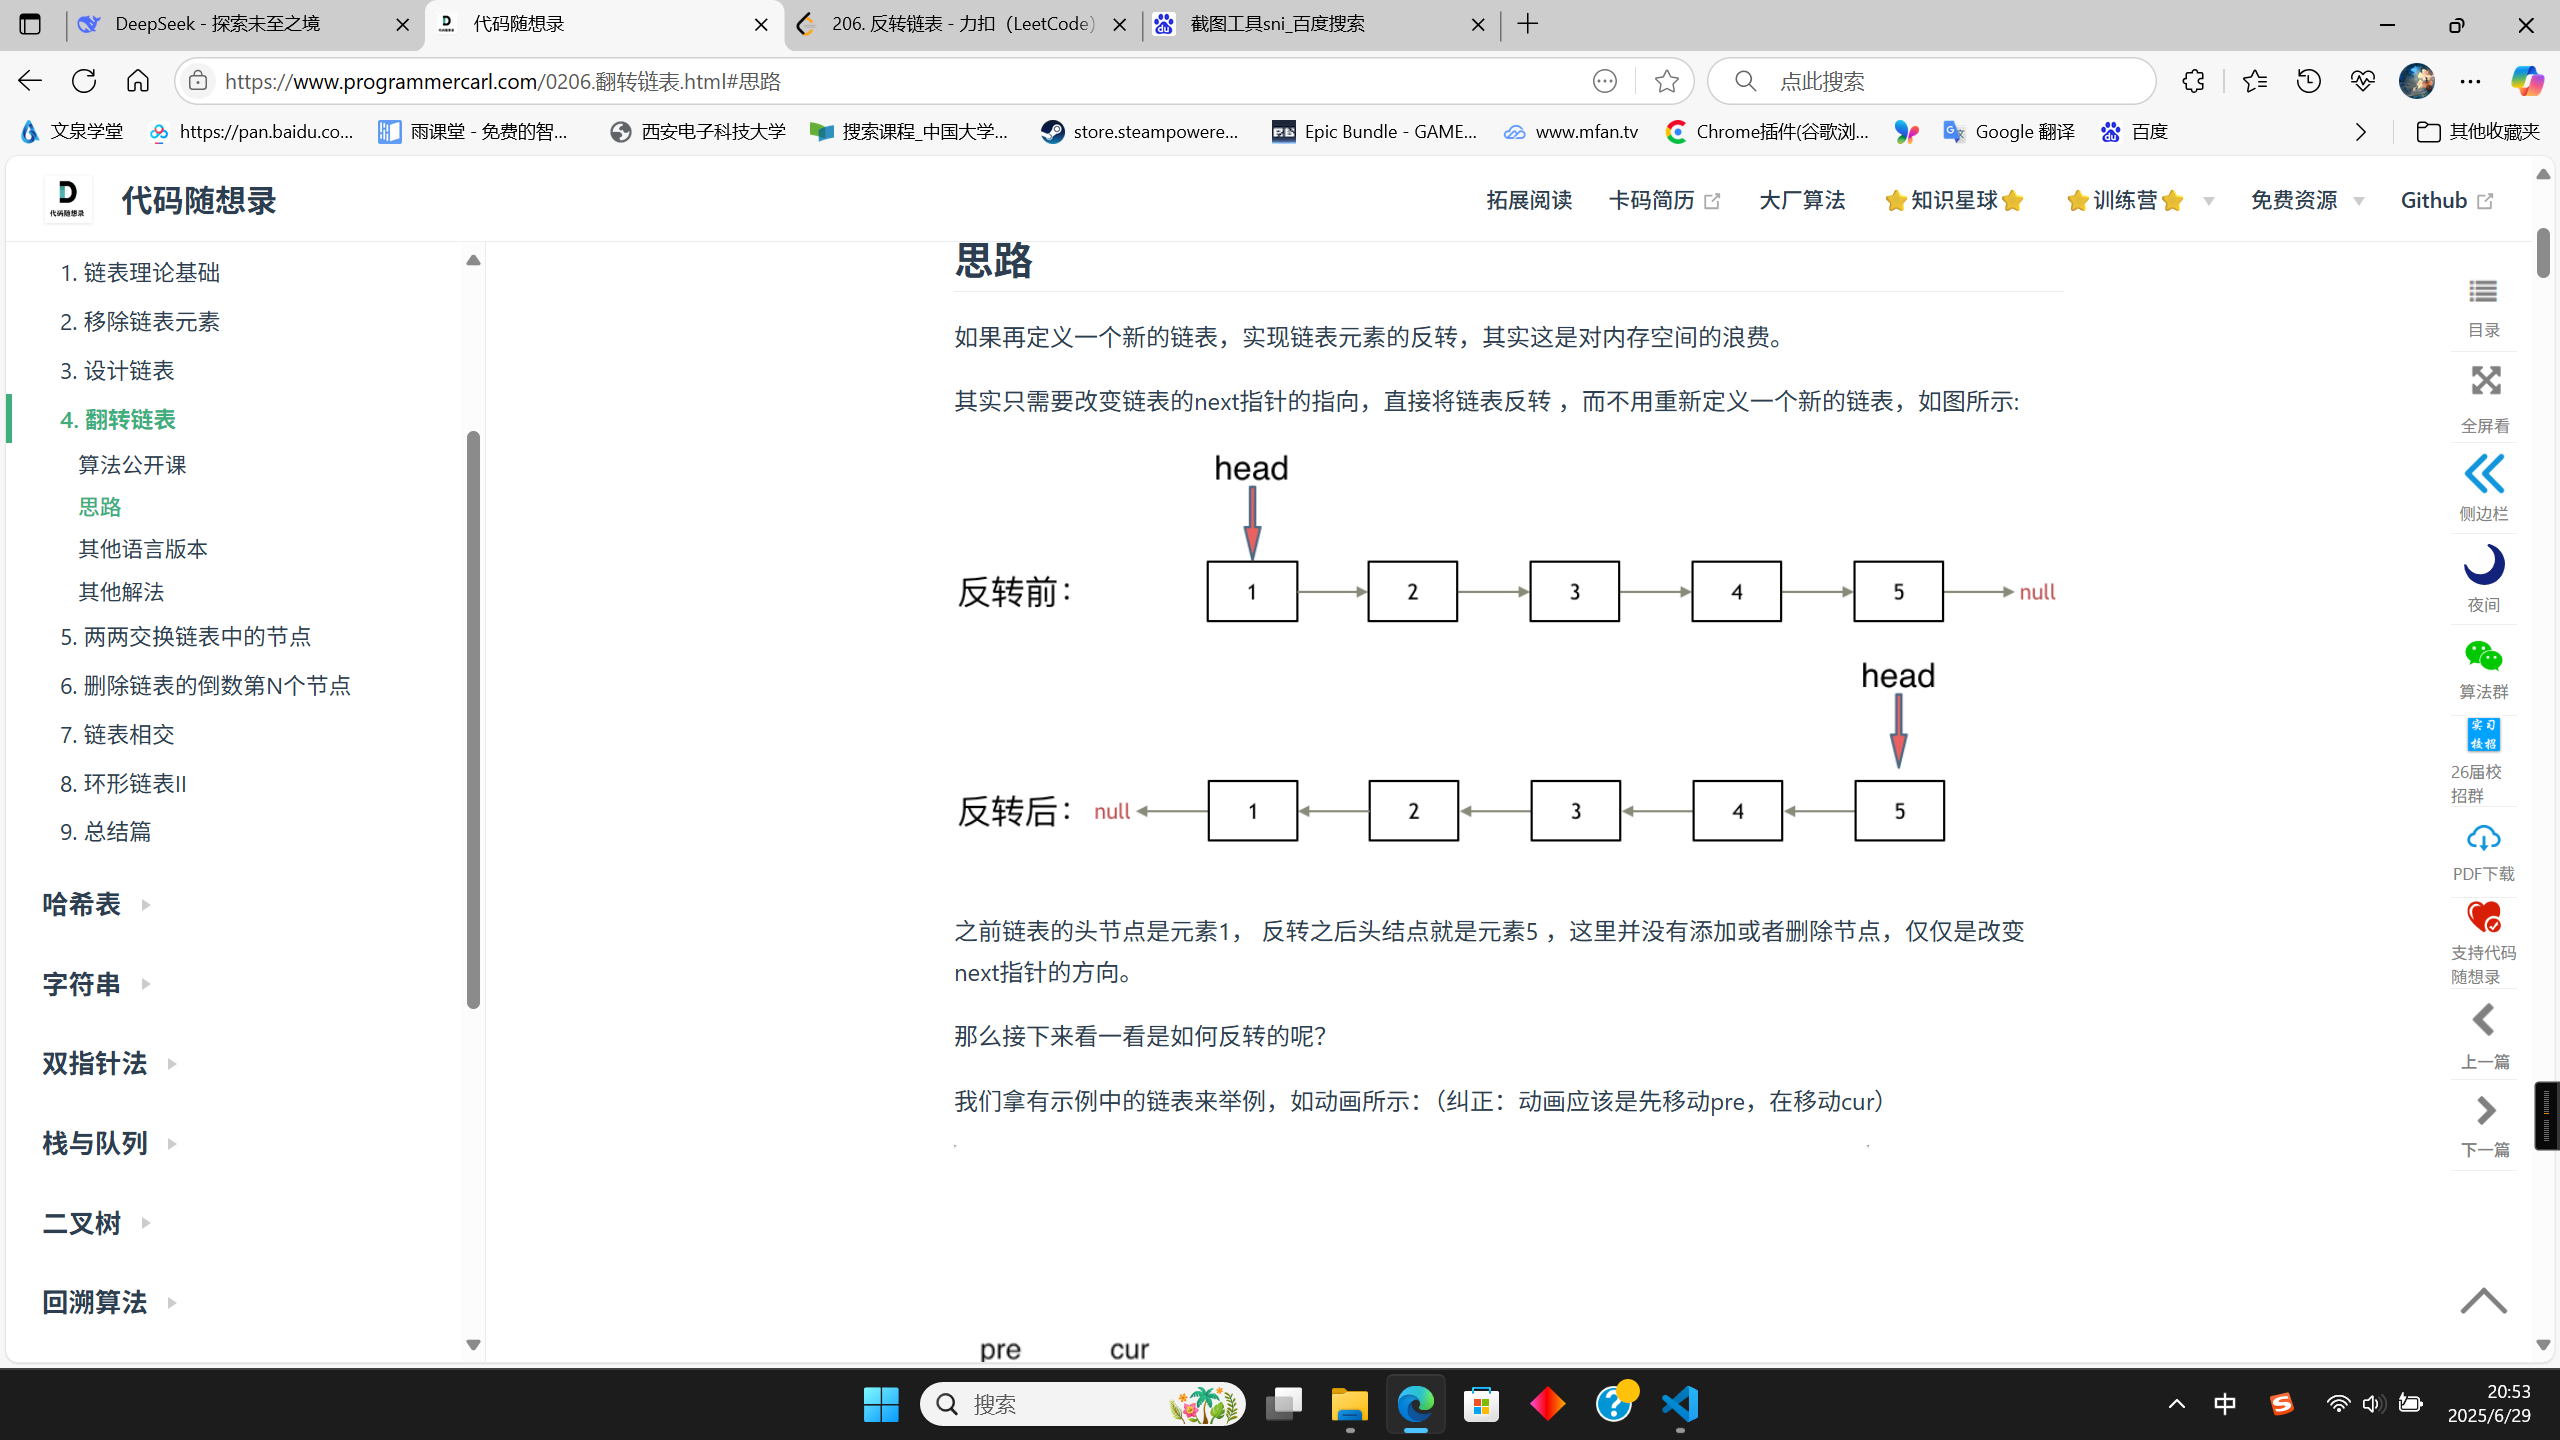 DeepSeek - 探索未至之境
代码随想录
206. 反转链表 - 力扣（LeetCode）
截图工具sni_百度搜索
https://www.programmercarl.com/0206.翻转链表.html#思路
点此搜索
文泉学堂
https://pan.baidu.co...
雨课堂 - 免费的智...
西安电子科技大学
搜索课程_中国大学...
store.steampowere...
Epic Bundle - GAME...
www.mfan.tv
Chrome插件(谷歌浏...
Google 翻译
百度
其他收藏夹
代码随想录
代码随想录
拓展阅读
卡码简历
大厂算法
⭐知识星球⭐
⭐训练营⭐
免费资源
Github
1. 链表理论基础
2. 移除链表元素
3. 设计链表
4. 翻转链表
算法公开课
思路
其他语言版本
其他解法
5. 两两交换链表中的节点
6. 删除链表的倒数第N个节点
7. 链表相交
8. 环形链表II
9. 总结篇
哈希表
字符串
双指针法
栈与队列
二叉树
回溯算法
思路
如果再定义一个新的链表，实现链表元素的反转，其实这是对内存空间的浪费。
其实只需要改变链表的next指针的指向，直接将链表反转 ，而不用重新定义一个新的链表，如图所示:
head
反转前： 1 2 3 4 5 null
head
反转后： null 1 2 3 4 5
之前链表的头节点是元素1， 反转之后头结点就是元素5 ，这里并没有添加或者删除节点，仅仅是改变
next指针的方向。
那么接下来看一看是如何反转的呢？
我们拿有示例中的链表来举例，如动画所示：（纠正：动画应该是先移动pre，在移动cur）
pre cur
目录
全屏看
侧边栏
夜间
算法群
实习
校招
26届校
招群
PDF下载
支持代码
随想录
上一篇
下一篇
搜索
中
20:53
2025/6/29